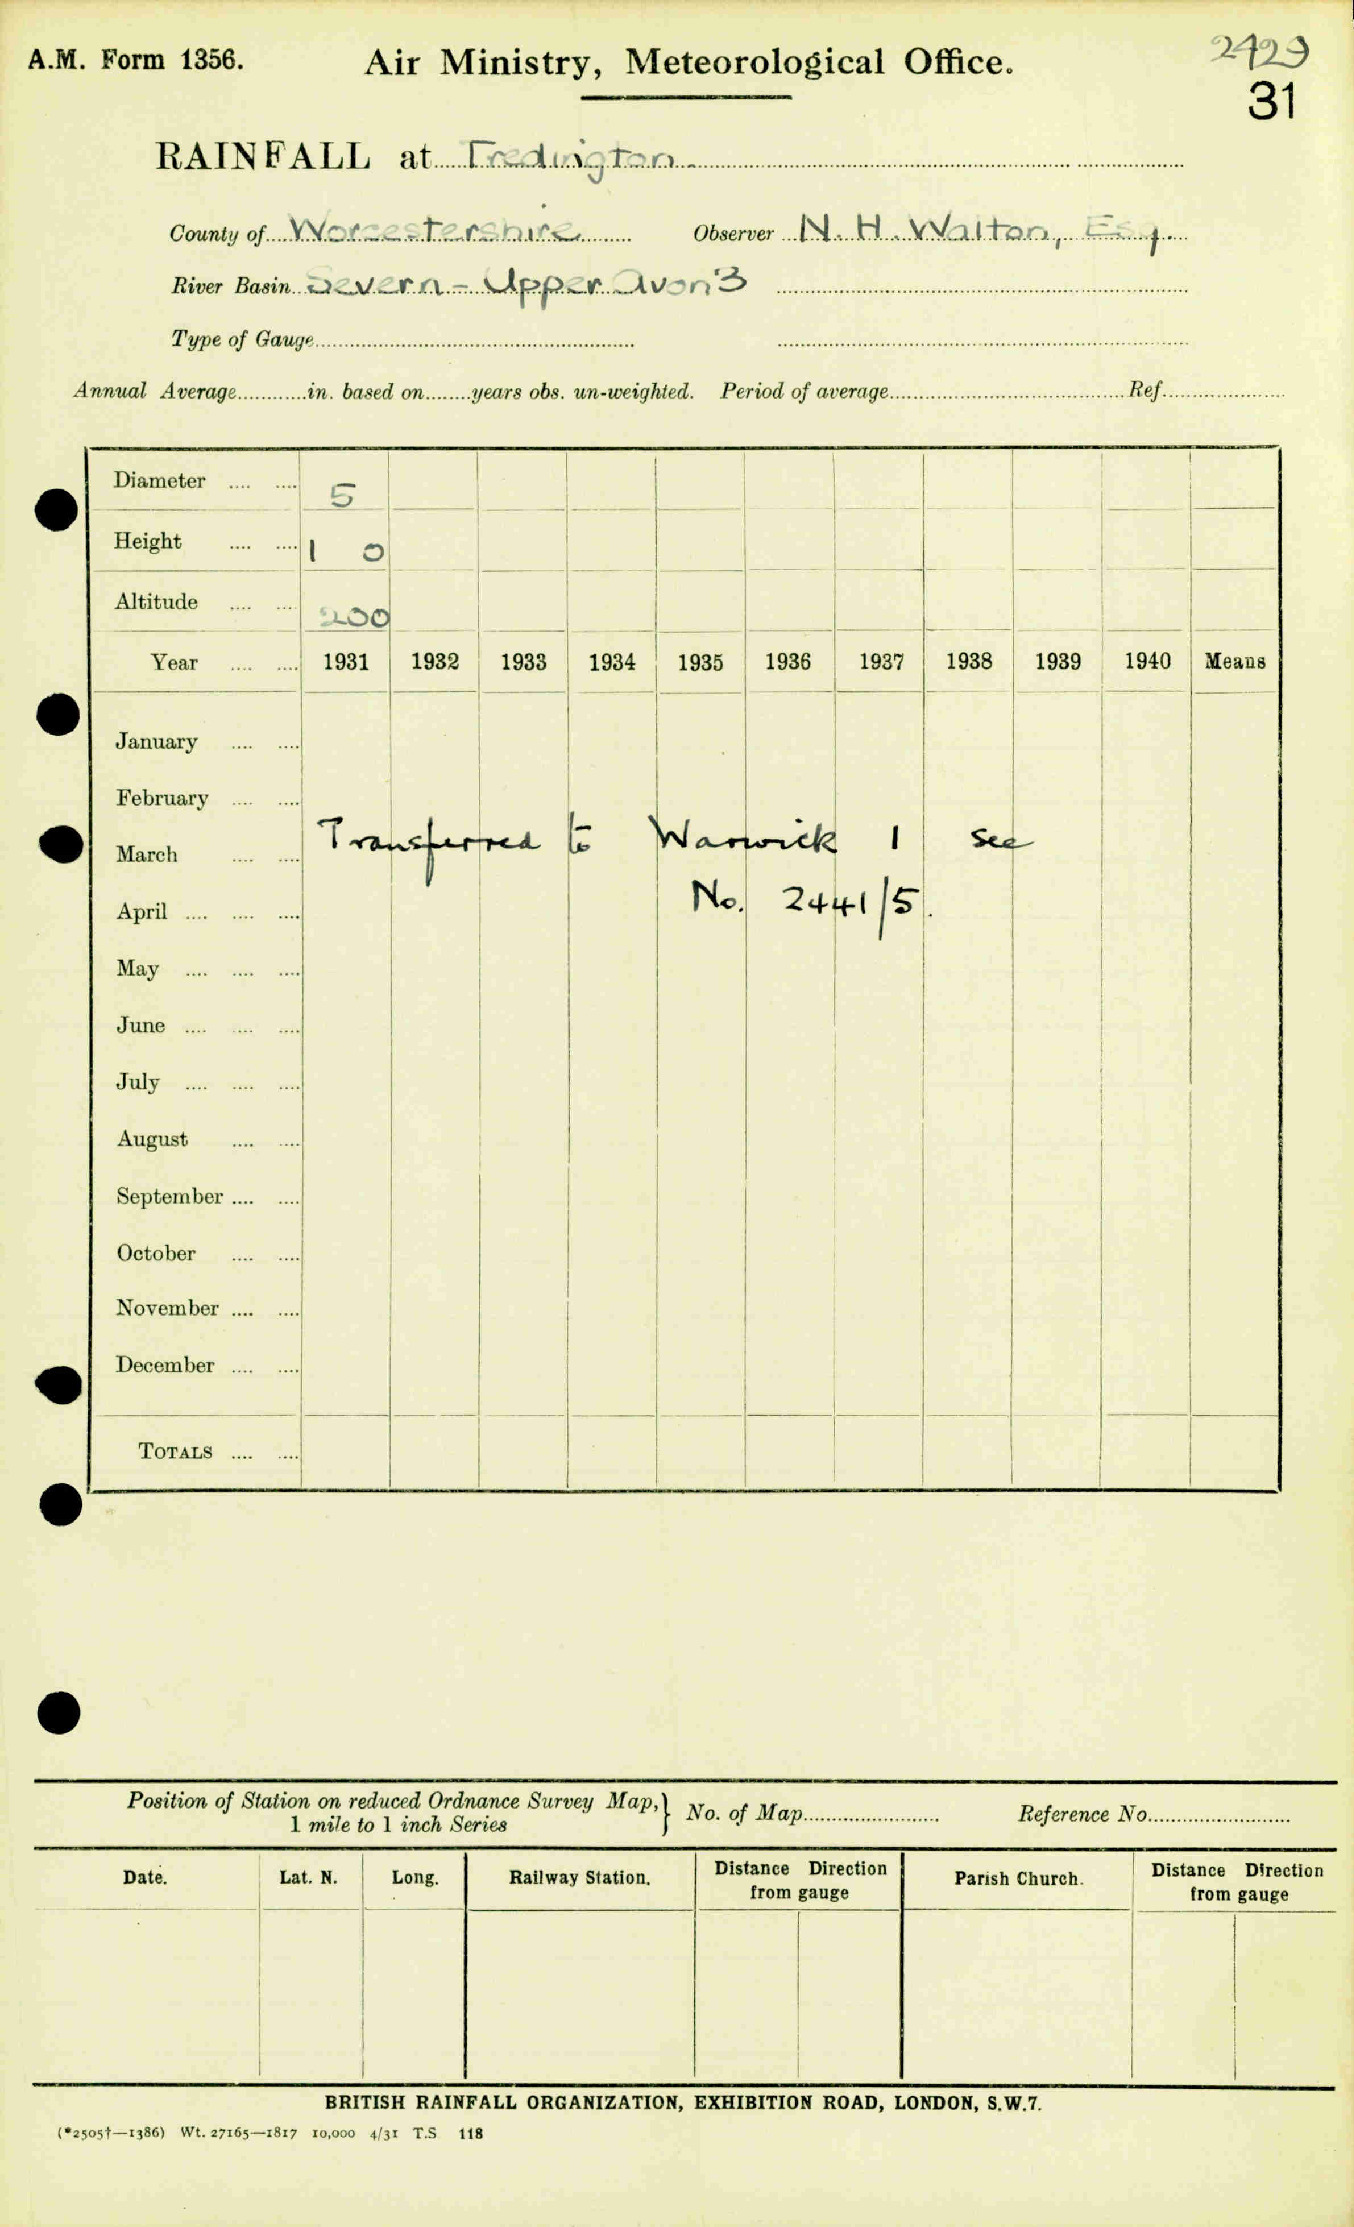 A.M. Form 1356. Air Ministry, Meteorological Office. 2429
31
RAINFALL at Tredington.
County of Worcestershire Observer N. H. Walton, Esq.
River Basin Severn - Upper Avon 3
Type of Gauge
Annual Average in. based on years obs. un-weighted. Period of average Ref.
Diameter 5
Height 1 0
Altitude 200
Year 1931 1932 1933 1934 1935 1936 1937 1938 1939 1940 Means
January
February
Transferred to Warwick 1 see
March
No. 2441/5.
April
May
June
July
August
September
October
November
December
TOTALS
Position of Station on reduced Ordnance Survey Map, } No. of Map Reference No.
1 mile to 1 inch Series
Date. Lat. N. Long. Railway Station. Distance Direction Parish Church. Distance Direction
from gauge from gauge
BRITISH RAINFALL ORGANIZATION, EXHIBITION ROAD, LONDON, S.W.7.
(*2505†—1386) Wt. 27165—1817 10,000 4/31 T.S 118